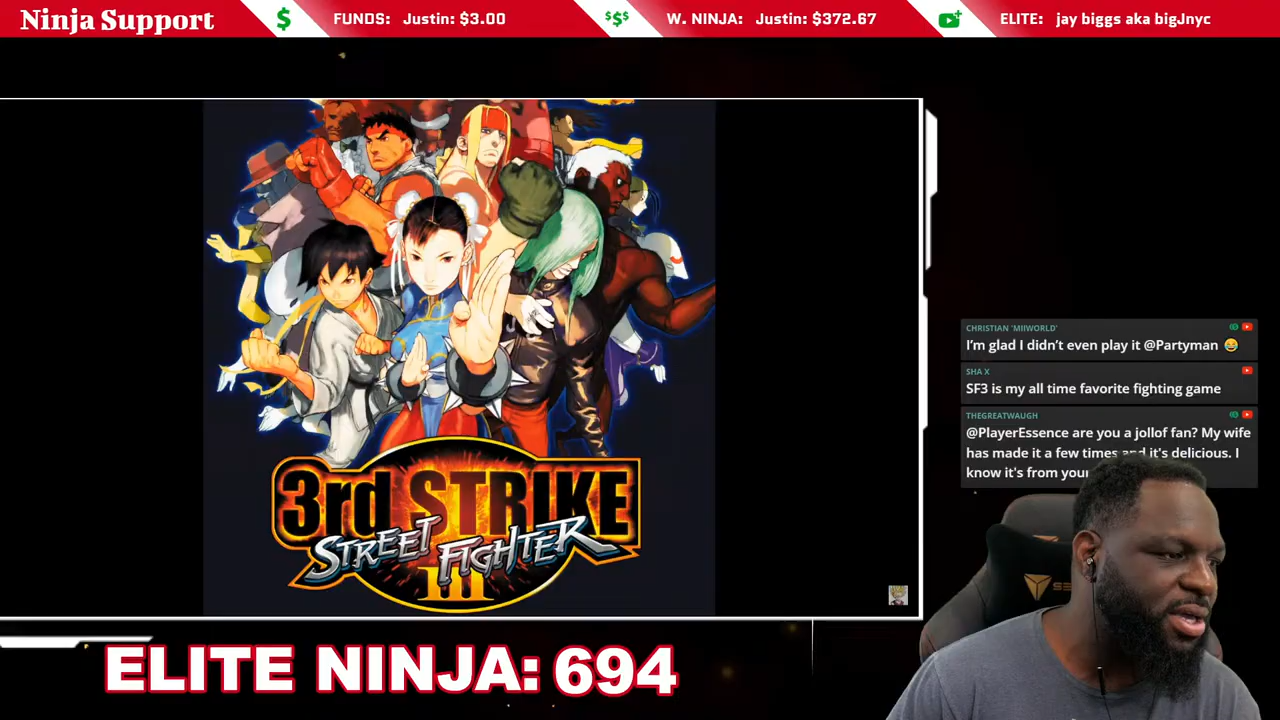 Ninja Support
$
FUNDS: Justin: $3.00
$$$
W. NINJA: Justin: $372.67
ELITE: jay biggs aka bigJnyc
CHRISTIAN 'MIIWORLD'
I'm glad I didn't even play it @Partyman 😂
SHA X
SF3 is my all time favorite fighting game
THEGREATWAUGH
@PlayerEssence are you a jollof fan? My wife
has made it a few times and it's delicious. I
know it's from your
3rd STRIKE
STREET FIGHTER
III
ELITE NINJA: 694